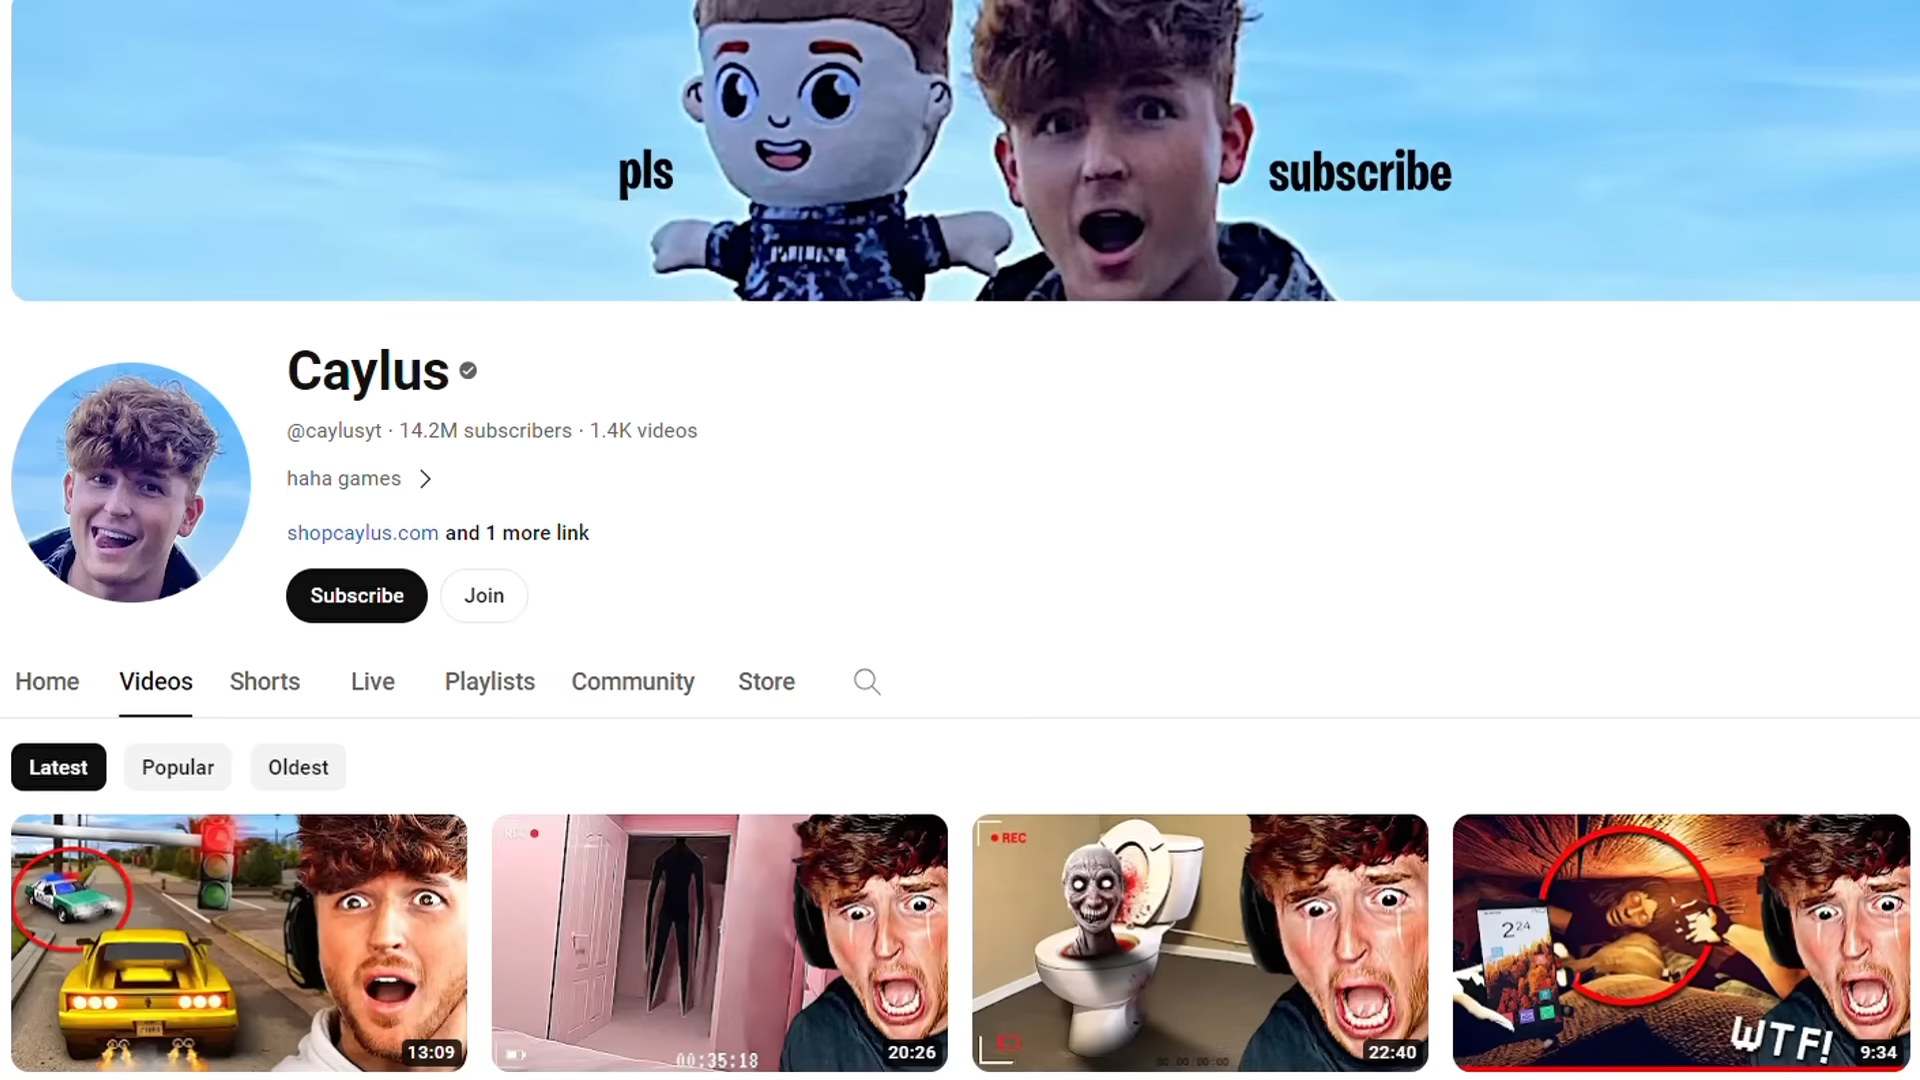 pls subscribe
Caylus
@caylusyt · 14.2M subscribers · 1.4K videos
haha games
shopcaylus.com and 1 more link
Subscribe Join
Home Videos Shorts Live Playlists Community Store
Latest Popular Oldest
13:09
REC
00:35:18
20:26
REC
22:40
2 24
WTF!
9:34